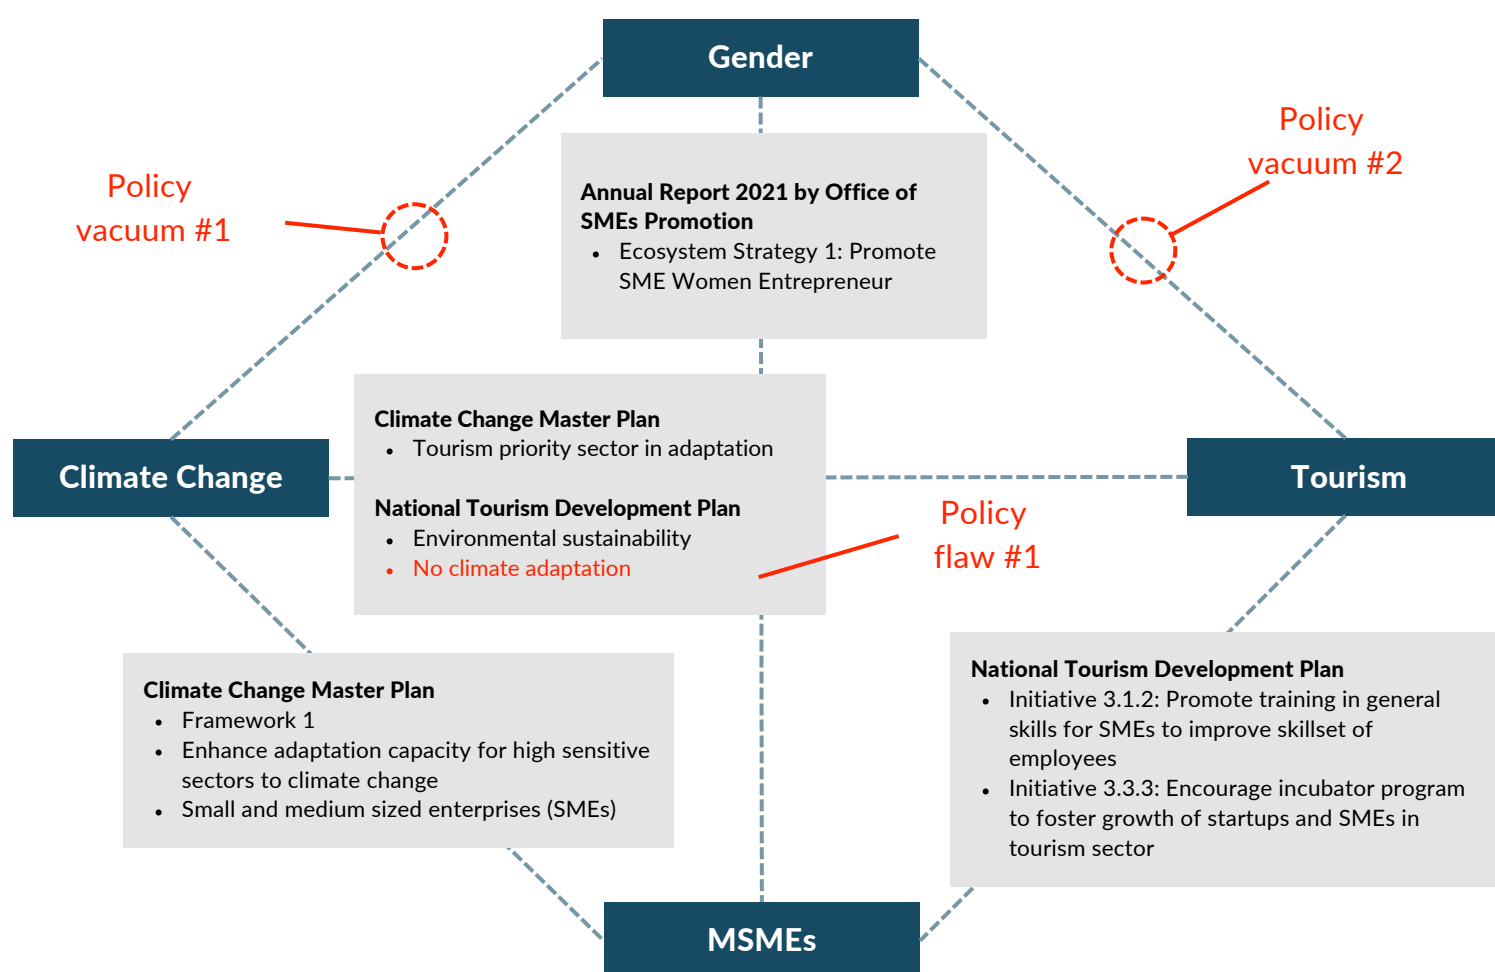 Gender
Policy
vacuum #1
Policy
vacuum #2
Annual Report 2021 by Office of
SMEs Promotion
• Ecosystem Strategy 1: Promote
SME Women Entrepreneur
Climate Change
Climate Change Master Plan
• Tourism priority sector in adaptation
National Tourism Development Plan
• Environmental sustainability
• No climate adaptation
Tourism
Policy
flaw #1
Climate Change Master Plan
• Framework 1
• Enhance adaptation capacity for high sensitive
sectors to climate change
• Small and medium sized enterprises (SMEs)
National Tourism Development Plan
• Initiative 3.1.2: Promote training in general
skills for SMEs to improve skillset of
employees
• Initiative 3.3.3: Encourage incubator program
to foster growth of startups and SMEs in
tourism sector
MSMEs